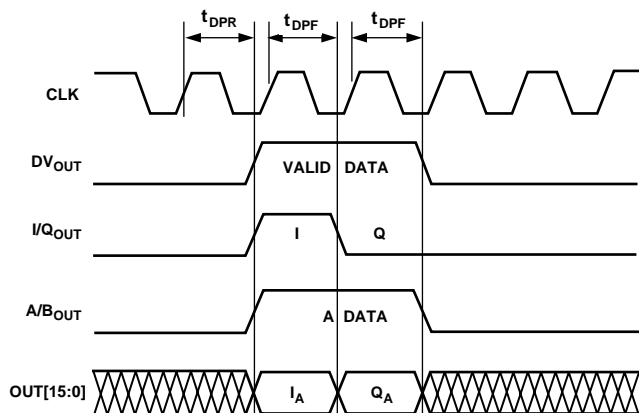 tDPR tDPF tDPF
CLK
DVOUT VALID DATA
I/QOUT I Q
A/BOUT A DATA
OUT[15:0] IA QA